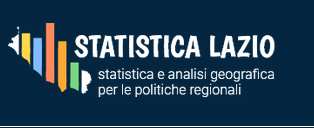 STATISTICA LAZIO
statistica e analisi geografica
per le politiche regionali